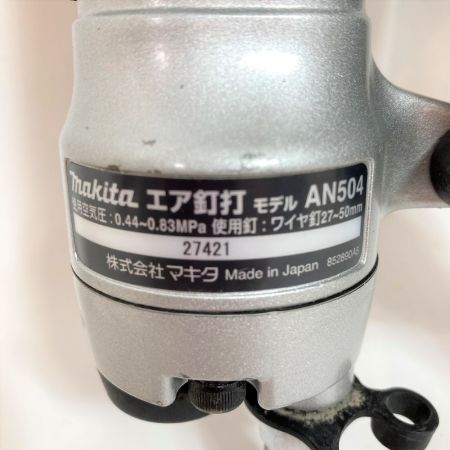 makita エア釘打 モデル AN504
使用空気圧：0.44~0.83MPa 使用釘：ワイヤ釘27~50mm
27421
株式会社マキタ Made in Japan 852890A6